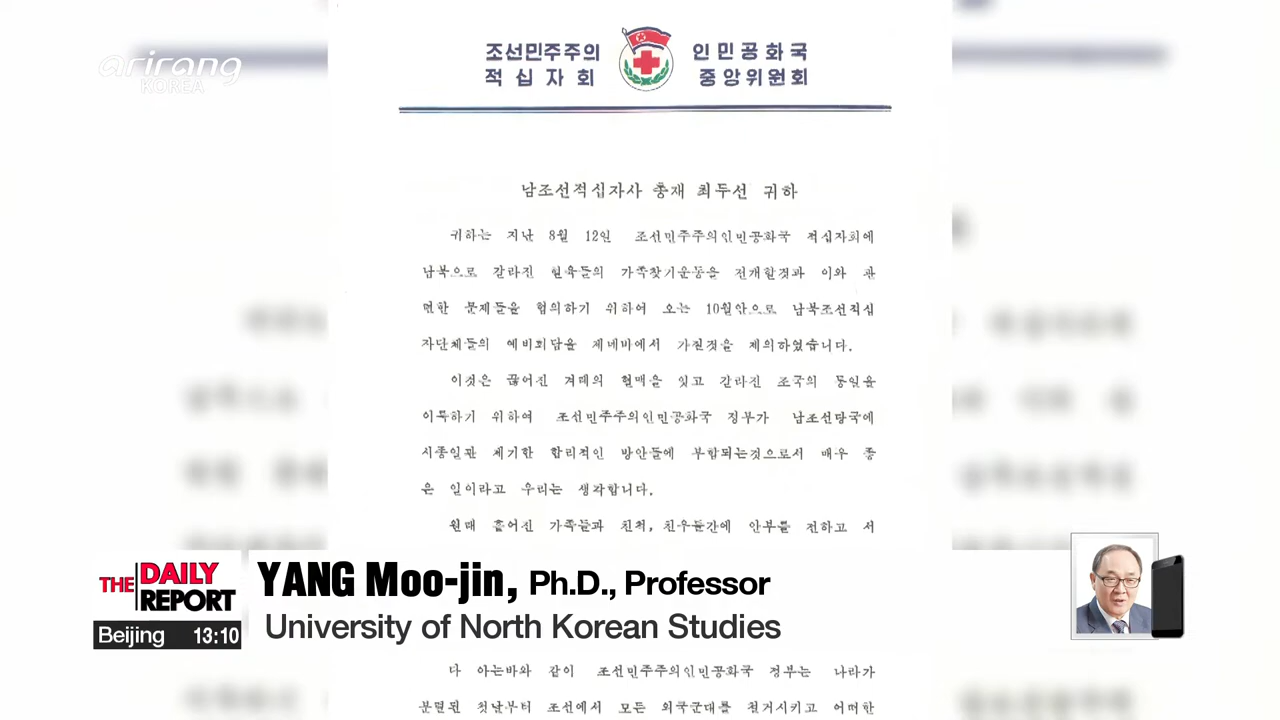 arirang
KOREA
조선민주주의 인민공화국
적십자회 중앙위원회
남조선적십자사 총재 최두선 귀하
귀하는 지난 8월 12일 조선민주주의인민공화국 적십자회에
남북으로 갈라진 혈육들의 가족찾기운동을 전개할것과 이와 관
련한 문제들을 협의하기 위하여 오는 10월안으로 남북조선적십
자단체들의 예비회담을 제네바에서 가질것을 제의하였습니다.
이것은 끊어진 겨레의 혈맥을 잇고 갈라진 조국의 통일을
이룩하기 위하여 조선민주주의인민공화국 정부가 남조선당국에
시종일관 제기한 합리적인 방안들에 부합되는것으로서 매우 좋
은 일이라고 우리는 생각합니다.
원래 흩어진 가족들과 친척, 친우들간에 안부를 전하고 서
THE DAILY REPORT
Beijing 13:10
YANG Moo-jin, Ph.D., Professor
University of North Korean Studies
다 아는바와 같이 조선민주주의인민공화국 정부는 나라가
분렬된 첫날부터 조선에서 모든 외국군대를 철거시키고 어떠한